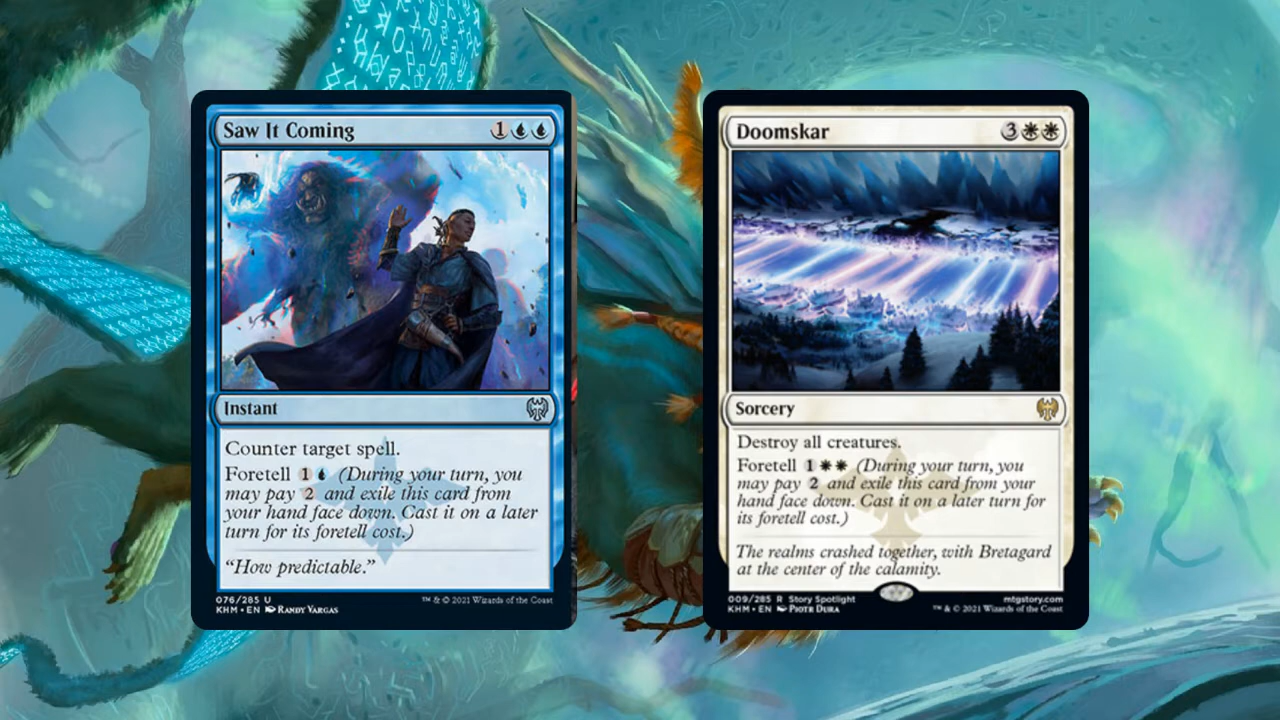 Saw It Coming 1
Instant
Counter target spell.
Foretell 1 (During your turn, you
may pay 2 and exile this card from
your hand face down. Cast it on a later
turn for its foretell cost.)
“How predictable.”
076/285 U
KHM • EN RANDY VARGAS
™ & © 2021 Wizards of the Coast
Doomskar 3
Sorcery
Destroy all creatures.
Foretell 1 (During your turn, you
may pay 2 and exile this card from your
hand face down. Cast it on a later turn for
its foretell cost.)
The realms crashed together, with Bretagard
at the center of the calamity.
009/285 R Story Spotlight
KHM • EN PIOTR DURA
mtgstory.com
™ & © 2021 Wizards of the Coast